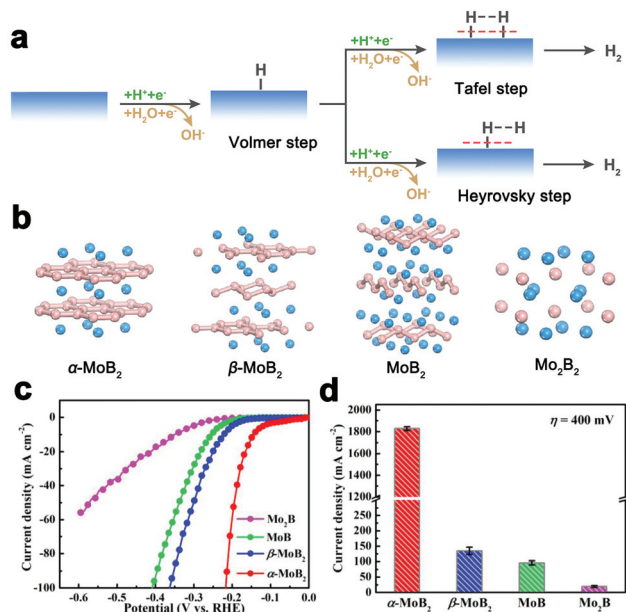 a
H
+H⁺+e⁻
+H₂O+e⁻
OH⁻
Volmer step
+H⁺+e⁻
+H₂O+e⁻
OH⁻
H--H
Tafel step
H₂
+H⁺+e⁻
+H₂O+e⁻
OH⁻
H--H
Heyrovsky step
H₂
b
α-MoB₂
β-MoB₂
MoB₂
Mo₂B₂
c
Current density (mA cm⁻²)
0
-20
-40
-60
-80
-100
-0.6
-0.5
-0.4
-0.3
-0.2
-0.1
0.0
Potential (V vs. RHE)
Mo₂B
MoB
β-MoB₂
α-MoB₂
d
η = 400 mV
Current density (mA cm⁻²)
2000
1800
1600
1400
1200
150
100
50
0
α-MoB₂
β-MoB₂
MoB
Mo₂B